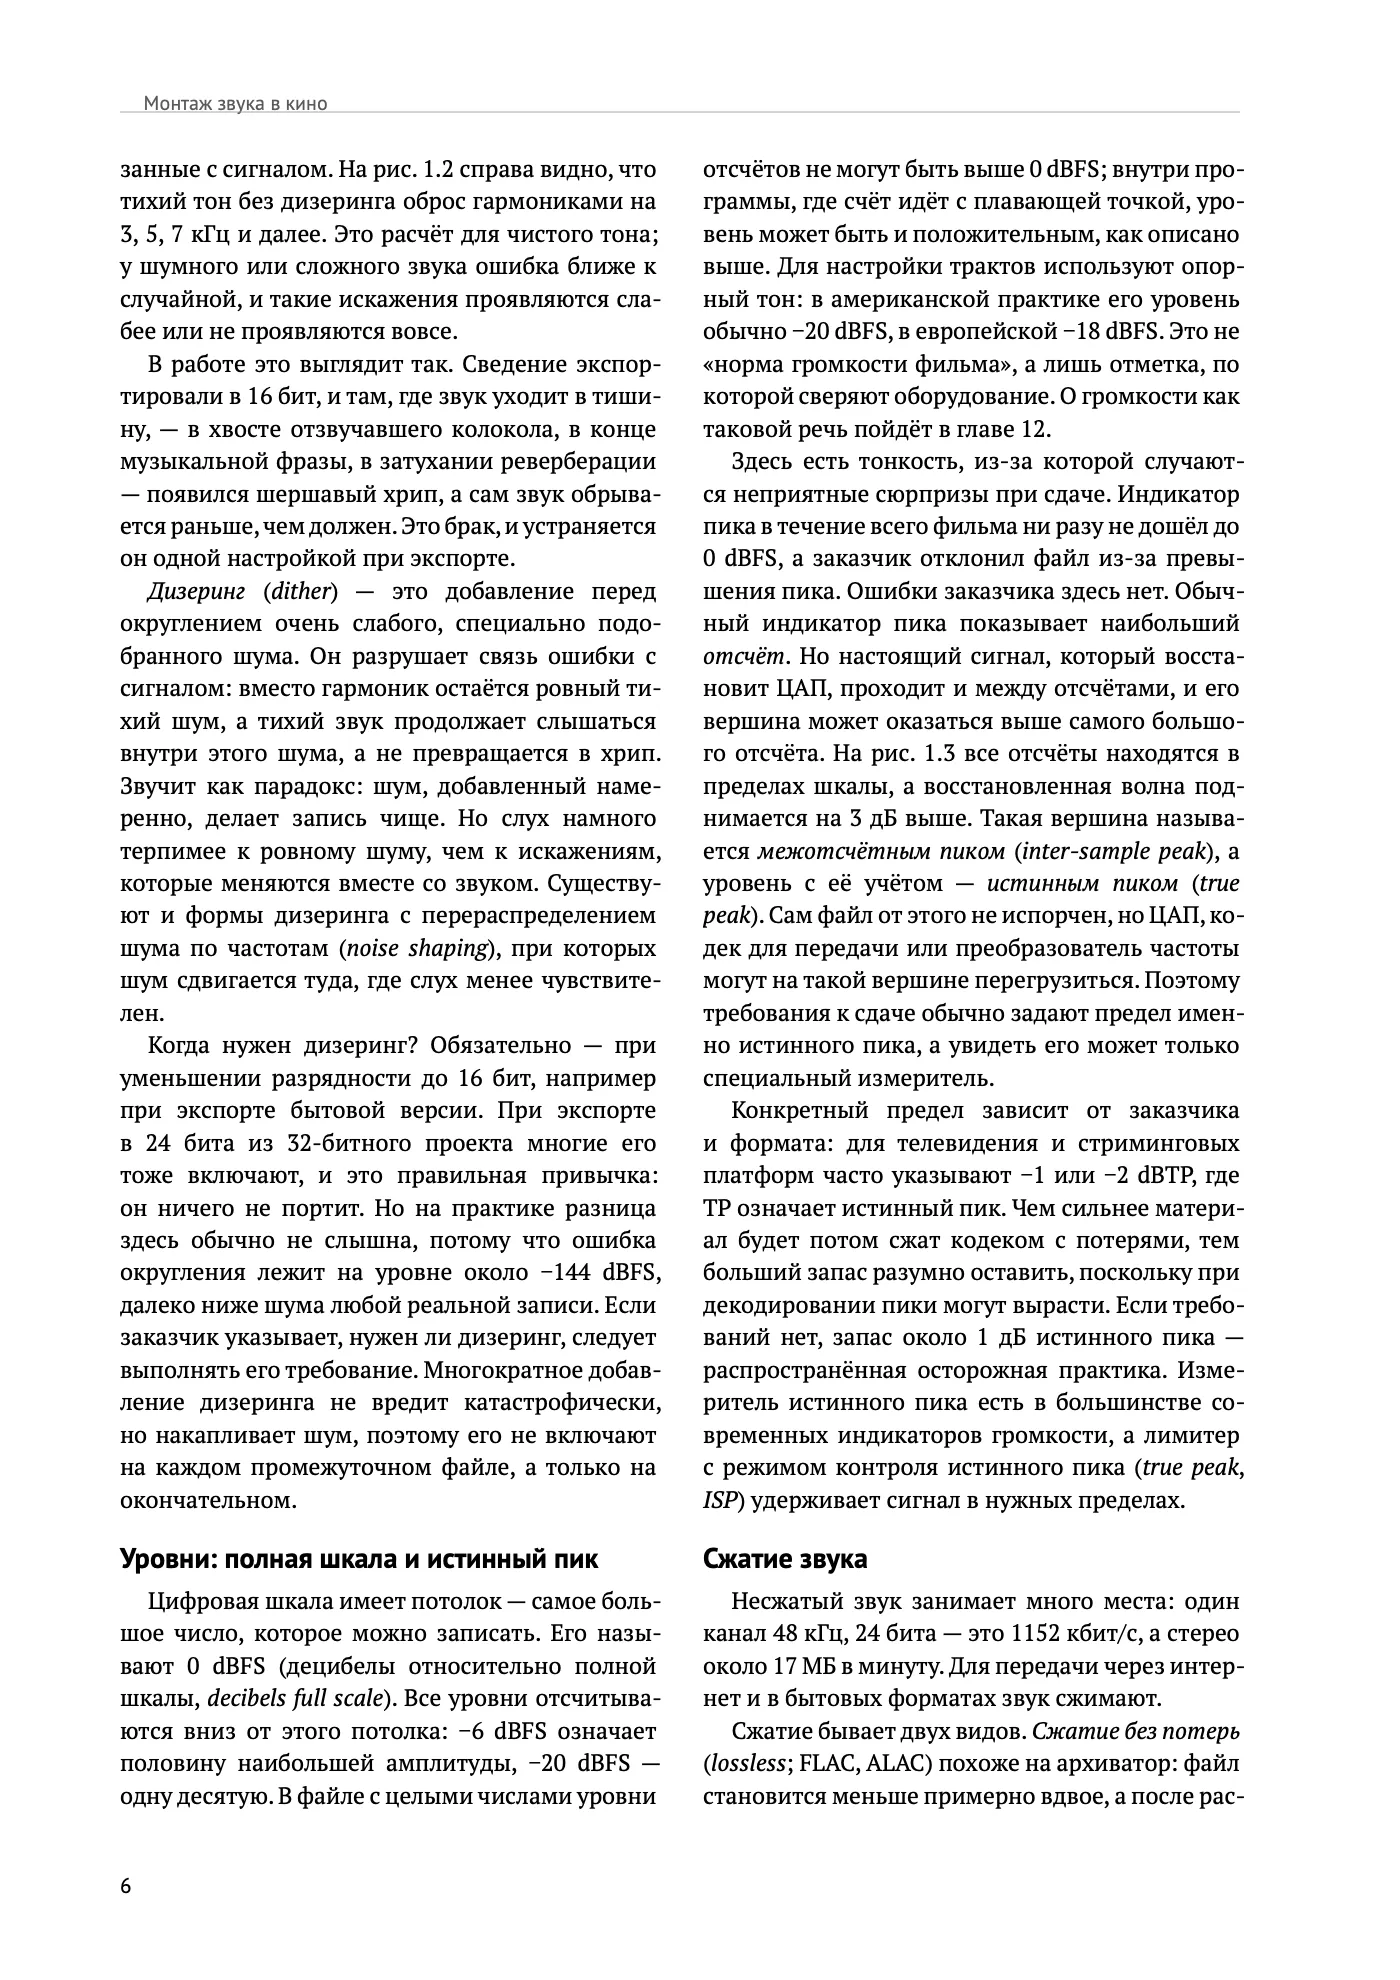 Монтаж звука в кино
занные с сигналом. На рис. 1.2 справа видно, что
тихий тон без дизеринга оброс гармониками на
3, 5, 7 кГц и далее. Это расчёт для чистого тона;
у шумного или сложного звука ошибка ближе к
случайной, и такие искажения проявляются сла-
бее или не проявляются вовсе.
В работе это выглядит так. Сведение экспор-
тировали в 16 бит, и там, где звук уходит в тиши-
ну, — в хвосте отзвучавшего колокола, в конце
музыкальной фразы, в затухании реверберации
— появился шершавый хрип, а сам звук обрыва-
ется раньше, чем должен. Это брак, и устраняется
он одной настройкой при экспорте.
Дизеринг (dither) — это добавление перед
округлением очень слабого, специально подо-
бранного шума. Он разрушает связь ошибки с
сигналом: вместо гармоник остаётся ровный ти-
хий шум, а тихий звук продолжает слышаться
внутри этого шума, а не превращается в хрип.
Звучит как парадокс: шум, добавленный наме-
ренно, делает запись чище. Но слух намного
терпимее к ровному шуму, чем к искажениям,
которые меняются вместе со звуком. Существу-
ют и формы дизеринга с перераспределением
шума по частотам (noise shaping), при которых
шум сдвигается туда, где слух менее чувствите-
лен.
Когда нужен дизеринг? Обязательно — при
уменьшении разрядности до 16 бит, например
при экспорте бытовой версии. При экспорте
в 24 бита из 32-битного проекта многие его
тоже включают, и это правильная привычка:
он ничего не портит. Но на практике разница
здесь обычно не слышна, потому что ошибка
округления лежит на уровне около −144 dBFS,
далеко ниже шума любой реальной записи. Если
заказчик указывает, нужен ли дизеринг, следует
выполнять его требование. Многократное добав-
ление дизеринга не вредит катастрофически,
но накапливает шум, поэтому его не включают
на каждом промежуточном файле, а только на
окончательном.
Уровни: полная шкала и истинный пик
Цифровая шкала имеет потолок — самое боль-
шое число, которое можно записать. Его назы-
вают 0 dBFS (децибелы относительно полной
шкалы, decibels full scale). Все уровни отсчитыва-
ются вниз от этого потолка: −6 dBFS означает
половину наибольшей амплитуды, −20 dBFS —
одну десятую. В файле с целыми числами уровни
отсчётов не могут быть выше 0 dBFS; внутри про-
граммы, где счёт идёт с плавающей точкой, уро-
вень может быть и положительным, как описано
выше. Для настройки трактов используют опор-
ный тон: в американской практике его уровень
обычно −20 dBFS, в европейской −18 dBFS. Это не
«норма громкости фильма», а лишь отметка, по
которой сверяют оборудование. О громкости как
таковой речь пойдёт в главе 12.
Здесь есть тонкость, из-за которой случают-
ся неприятные сюрпризы при сдаче. Индикатор
пика в течение всего фильма ни разу не дошёл до
0 dBFS, а заказчик отклонил файл из-за превы-
шения пика. Ошибки заказчика здесь нет. Обыч-
ный индикатор пика показывает наибольший
отсчёт. Но настоящий сигнал, который восста-
новит ЦАП, проходит и между отсчётами, и его
вершина может оказаться выше самого большо-
го отсчёта. На рис. 1.3 все отсчёты находятся в
пределах шкалы, а восстановленная волна под-
нимается на 3 дБ выше. Такая вершина называ-
ется межотсчётным пиком (inter-sample peak), а
уровень с её учётом — истинным пиком (true
peak). Сам файл от этого не испорчен, но ЦАП, ко-
дек для передачи или преобразователь частоты
могут на такой вершине перегрузиться. Поэтому
требования к сдаче обычно задают предел имен-
но истинного пика, а увидеть его может только
специальный измеритель.
Конкретный предел зависит от заказчика
и формата: для телевидения и стриминговых
платформ часто указывают −1 или −2 dBTP, где
TP означает истинный пик. Чем сильнее матери-
ал будет потом сжат кодеком с потерями, тем
больший запас разумно оставить, поскольку при
декодировании пики могут вырасти. Если требо-
ваний нет, запас около 1 дБ истинного пика —
распространённая осторожная практика. Изме-
ритель истинного пика есть в большинстве со-
временных индикаторов громкости, а лимитер
с режимом контроля истинного пика (true peak,
ISP) удерживает сигнал в нужных пределах.
Сжатие звука
Несжатый звук занимает много места: один
канал 48 кГц, 24 бита — это 1152 кбит/с, а стерео
около 17 МБ в минуту. Для передачи через интер-
нет и в бытовых форматах звук сжимают.
Сжатие бывает двух видов. Сжатие без потерь
(lossless; FLAC, ALAC) похоже на архиватор: файл
становится меньше примерно вдвое, а после рас-
6